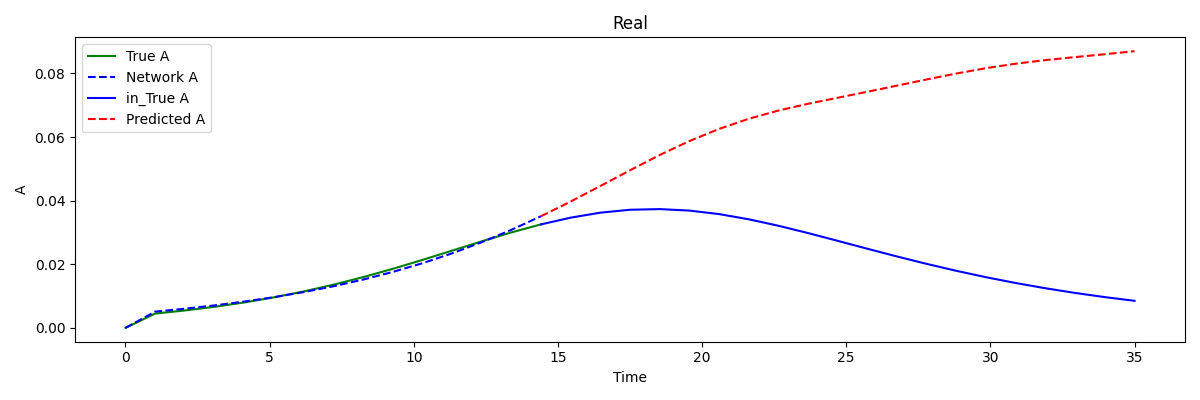 Real
True A
Network A
in_True A
Predicted A
A
0.08
0.06
0.04
0.02
0.00
0 5 10 15 20 25 30 35
Time